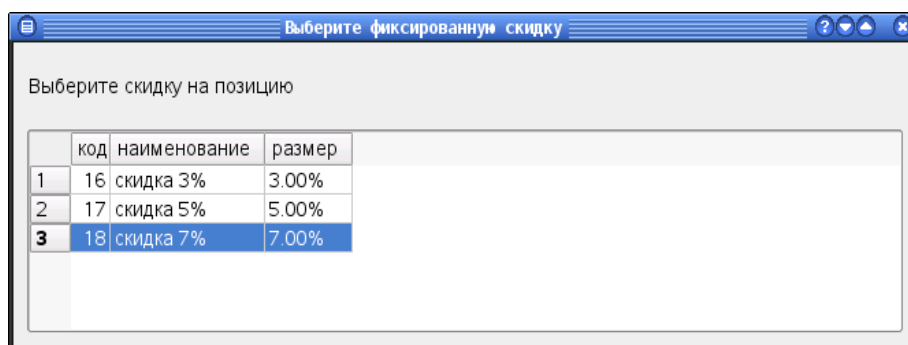 Выберите фиксированную скидку
Выберите скидку на позицию
код наименование размер
1 16 скидка 3% 3.00%
2 17 скидка 5% 5.00%
3 18 скидка 7% 7.00%